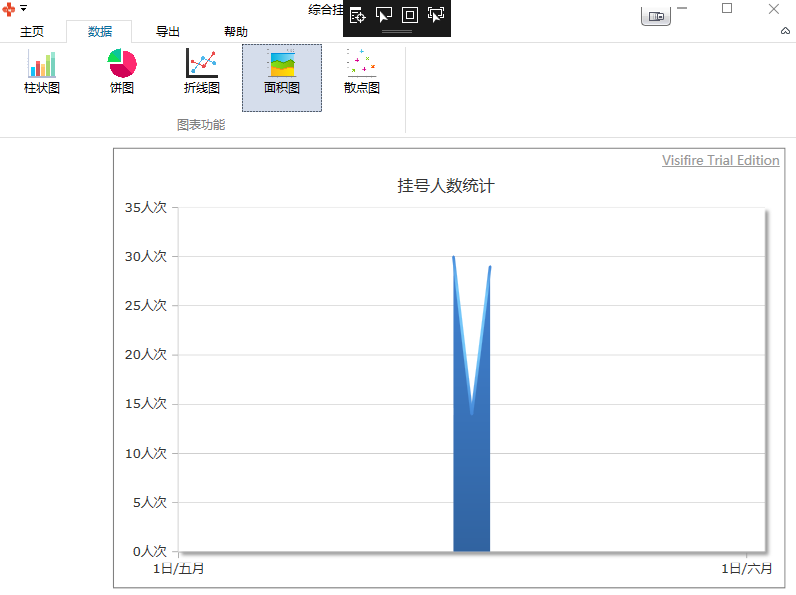 综合挂
主页 数据 导出 帮助
柱状图 饼图 折线图 面积图 散点图
图表功能
Visifire Trial Edition
挂号人数统计
35人次
30人次
25人次
20人次
15人次
10人次
5人次
0人次
1日/五月 1日/六月